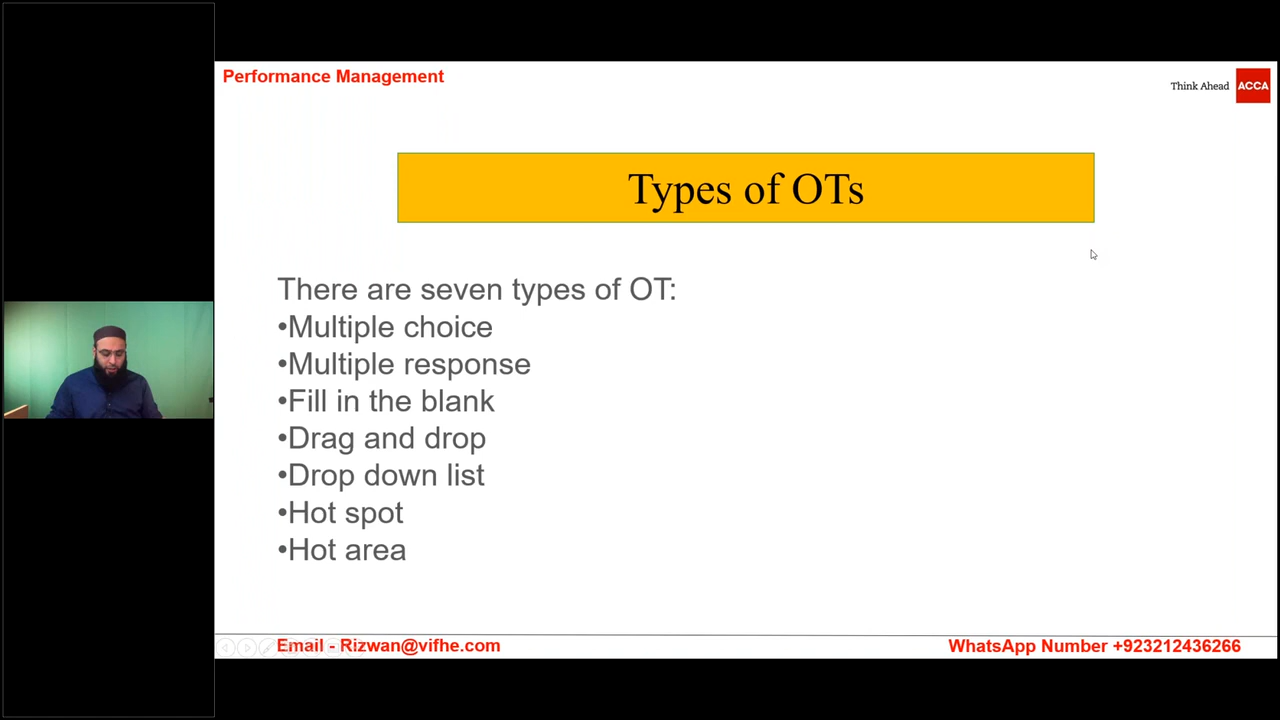 Performance Management
Think Ahead
ACCA
Types of OTs
There are seven types of OT:
•Multiple choice
•Multiple response
•Fill in the blank
•Drag and drop
•Drop down list
•Hot spot
•Hot area
Email - Rizwan@vifhe.com
WhatsApp Number +923212436266